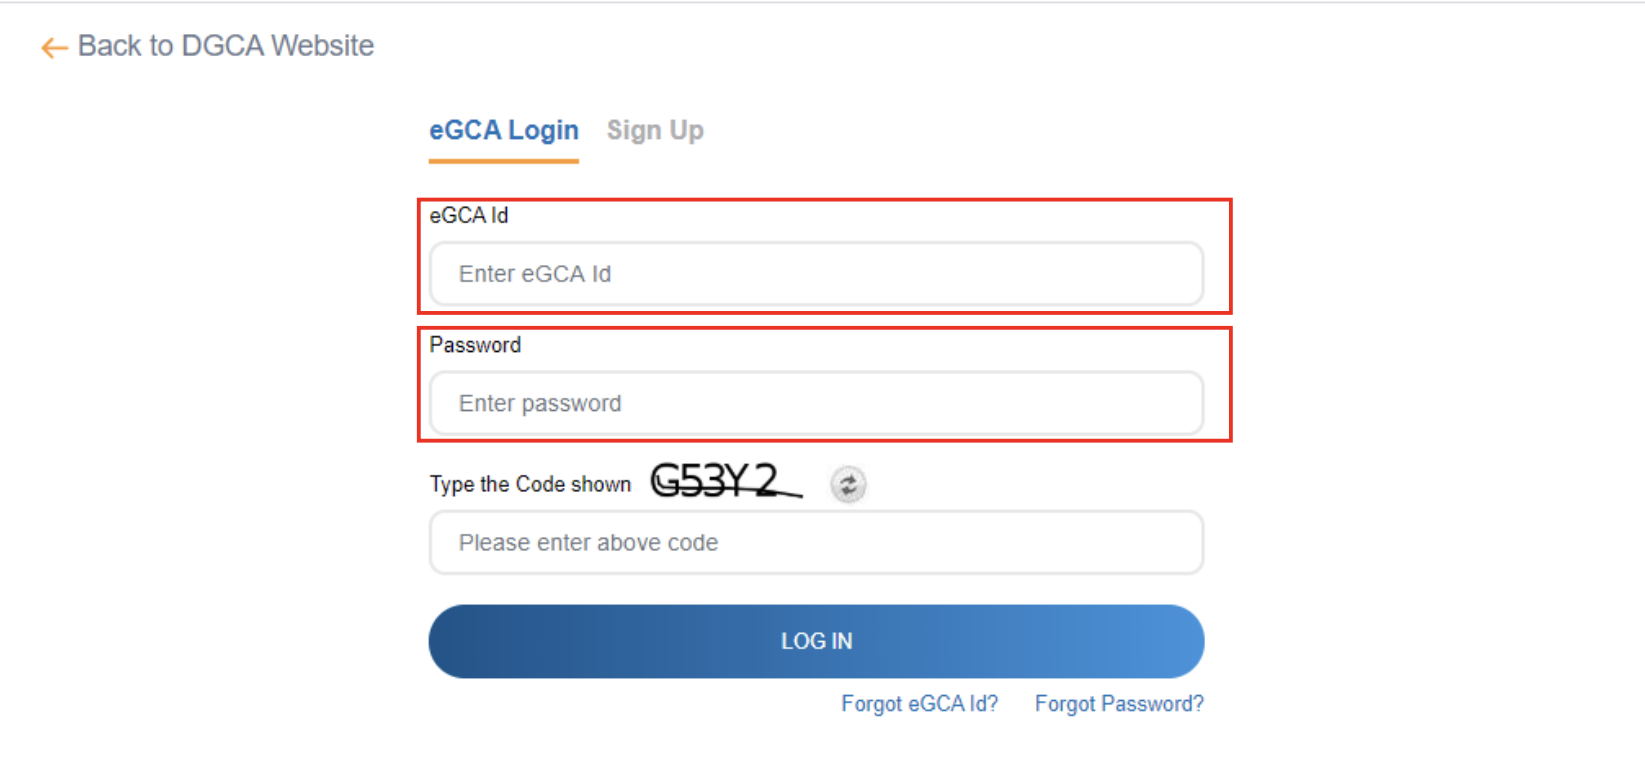 Back to DGCA Website
eGCA Login Sign Up
eGCA Id
Enter eGCA Id
Password
Enter password
Type the Code shown G53Y2
Please enter above code
LOG IN
Forgot eGCA Id? Forgot Password?